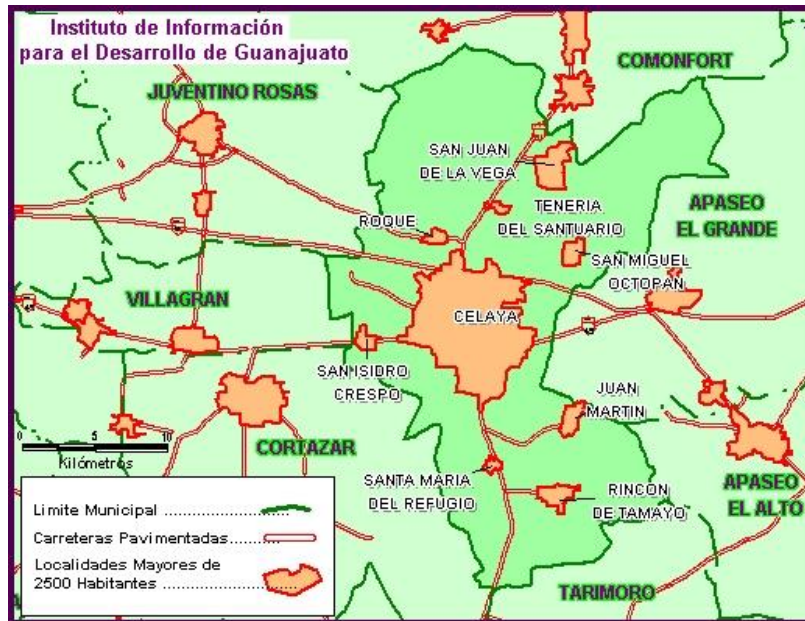 Instituto de Información
para el Desarrollo de Guanajuato
COMONFORT
JUVENTINO ROSAS
SAN JUAN
DE LA VEGA
TENERIA
DEL SANTUARIO
APASEO
EL GRANDE
ROQUE
SAN MIGUEL
OCTOPAN
VILLAGRAN
CELAYA
SAN ISIDRO
CRESPO
JUAN
MARTIN
CORTAZAR
0 5 10
Kilómetros
SANTA MARIA
DEL REFUGIO
RINCON
DE TAMAYO
APASEO
EL ALTO
TARIMORO
Limite Municipal
Carreteras Pavimentadas
Localidades Mayores de
2500 Habitantes